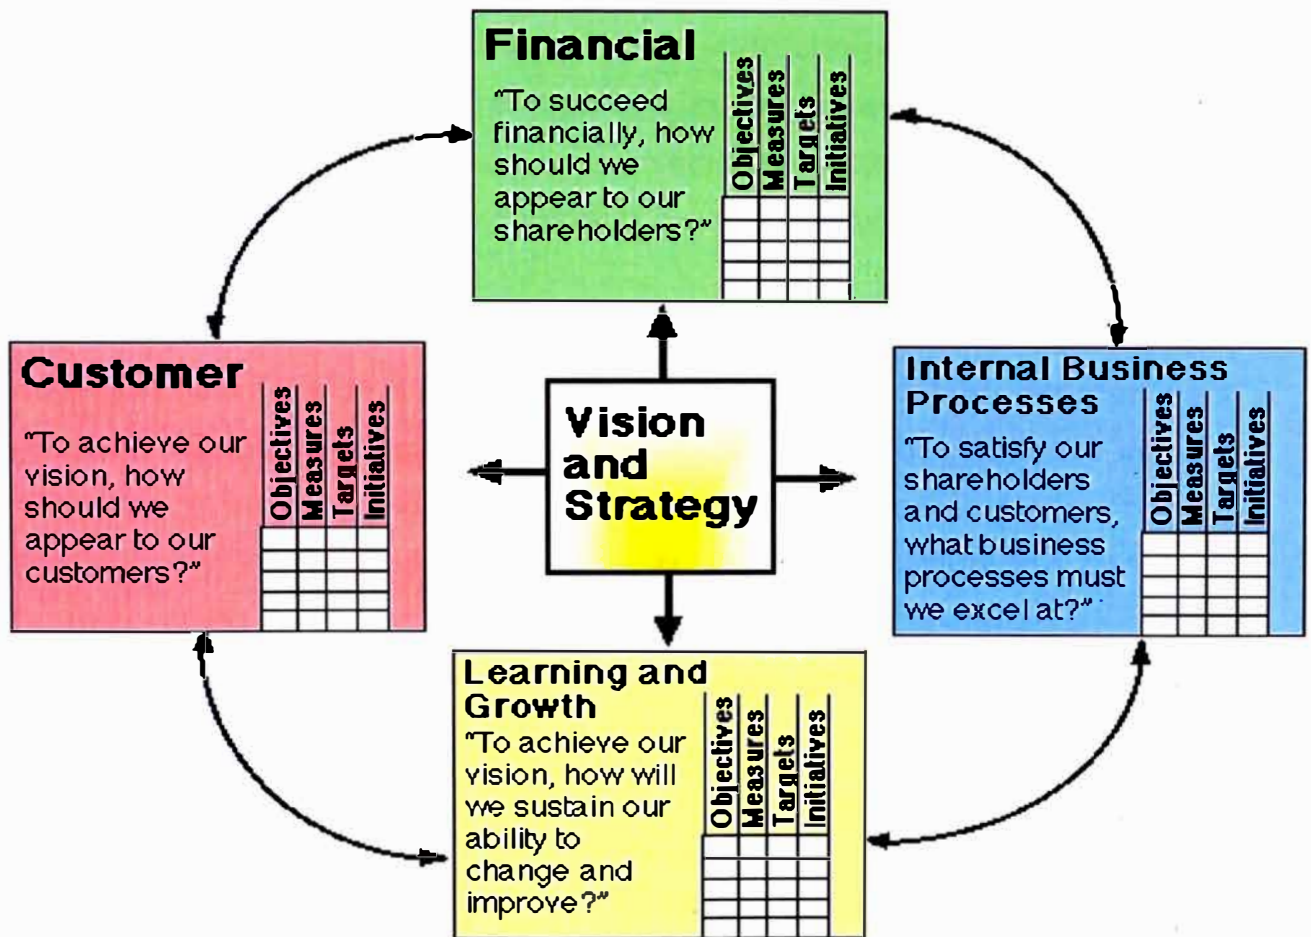 Financial
"To succeed
financially, how
should we
appear to our
shareholders?"
Objectives
Measures
Targets
Initiatives
Customer
"To achieve our
vision, how
should we
appear to our
customers?"
Objectives
Measures
Targets
Initiatives
Vision
and
Strategy
Internal Business
Processes
"To satisfy our
shareholders
and customers,
what business
processes must
we excel at?"
Objectives
Measures
Targets
Initiatives
Learning and
Growth
"To achieve our
vision, how will
we sustain our
ability to
change and
improve?"
Objectives
Measures
Targets
Initiatives